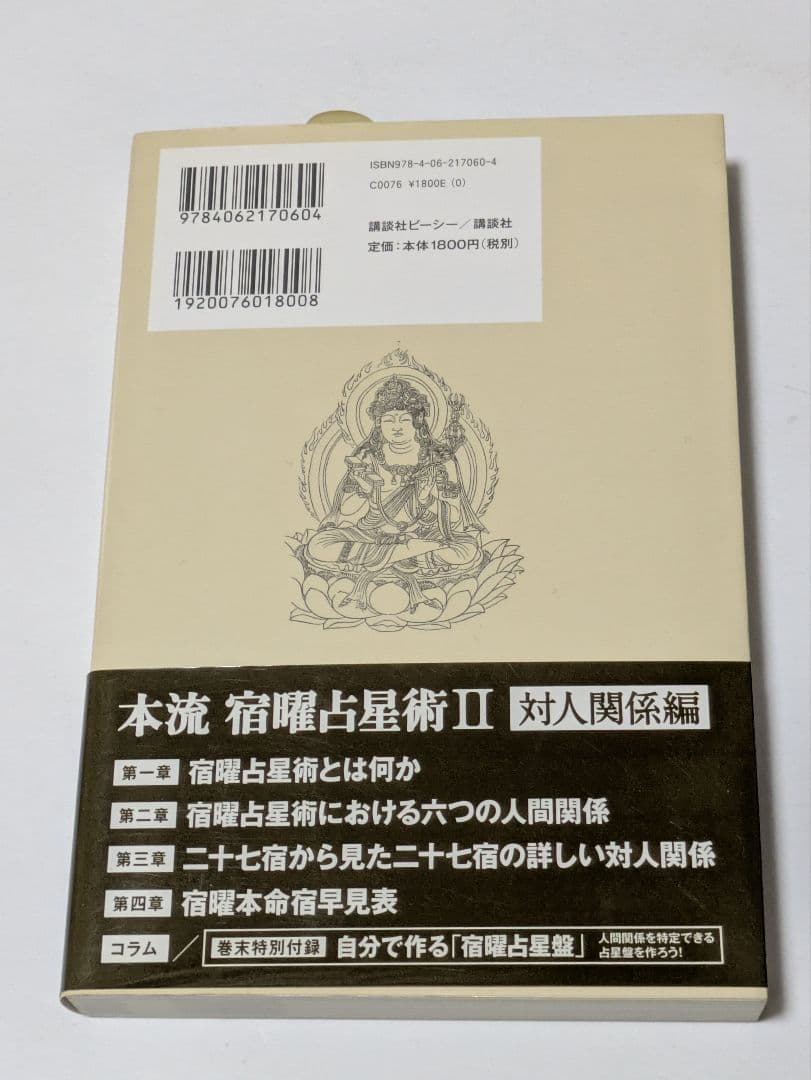 ISBN978-4-06-217060-4
C0076 ¥1800E (0)
9784062170604
講談社ビーシー／講談社
定価：本体1800円（税別）
1920076018008
本流 宿曜占星術Ⅱ 対人関係編
第一章 宿曜占星術とは何か
第二章 宿曜占星術における六つの人間関係
第三章 二十七宿から見た二十七宿の詳しい対人関係
第四章 宿曜本命宿早見表
コラム ／ 巻末特別付録 自分で作る「宿曜占星盤」 人間関係を特定できる
占星盤を作ろう！